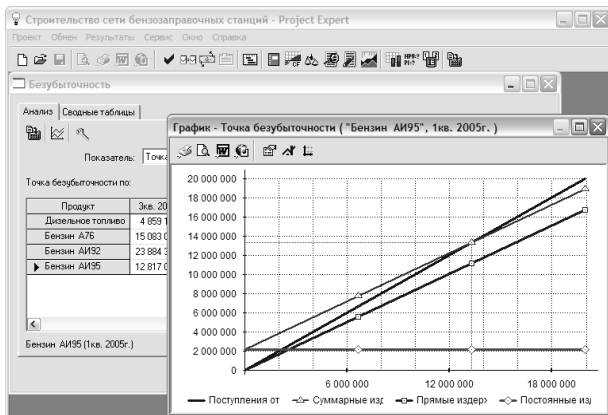 Строительство сети бензозаправочных станций - Project Expert
Проект Обмен Результаты Сервис Окно Справка
Безубыточность
Анализ Сводные таблицы
Показатель: Точка
Точка безубыточности по:
Продукт 3кв. 20
Дизельное топливо 4 859 1
Бензин А76 15 083 0
Бензин АИ92 23 884 3
Бензин АИ95 12 817 0
Бензин АИ95 (1кв. 2005г.)
График - Точка безубыточности ( "Бензин АИ95", 1кв. 2005г. )
20 000 000
18 000 000
16 000 000
14 000 000
12 000 000
10 000 000
8 000 000
6 000 000
4 000 000
2 000 000
0
6 000 000 12 000 000 18 000 000
Поступления от Суммарные изд Прямые издерж Постоянные изд